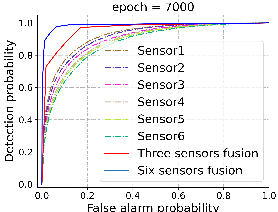 epoch = 7000
1.0
0.8
0.6
0.4
0.2
0.0
Detection probability
Sensor1
Sensor2
Sensor3
Sensor4
Sensor5
Sensor6
Three sensors fusion
Six sensors fusion
0.0 0.2 0.4 0.6 0.8 1.0
False alarm probability